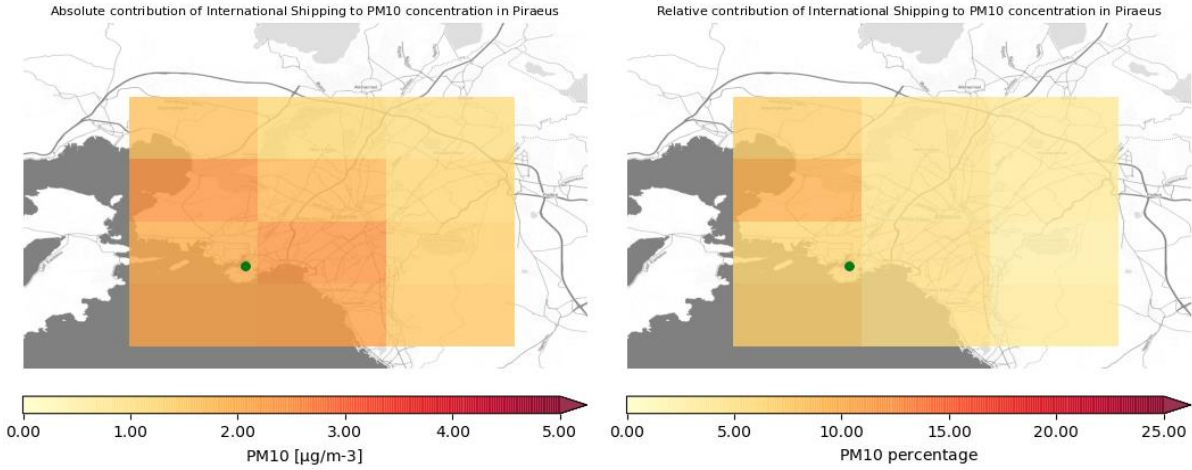 Absolute contribution of International Shipping to PM10 concentration in Piraeus
Relative contribution of International Shipping to PM10 concentration in Piraeus
0.00 1.00 2.00 3.00 4.00 5.00
PM10 [µg/m-3]
0.00 5.00 10.00 15.00 20.00 25.00
PM10 percentage